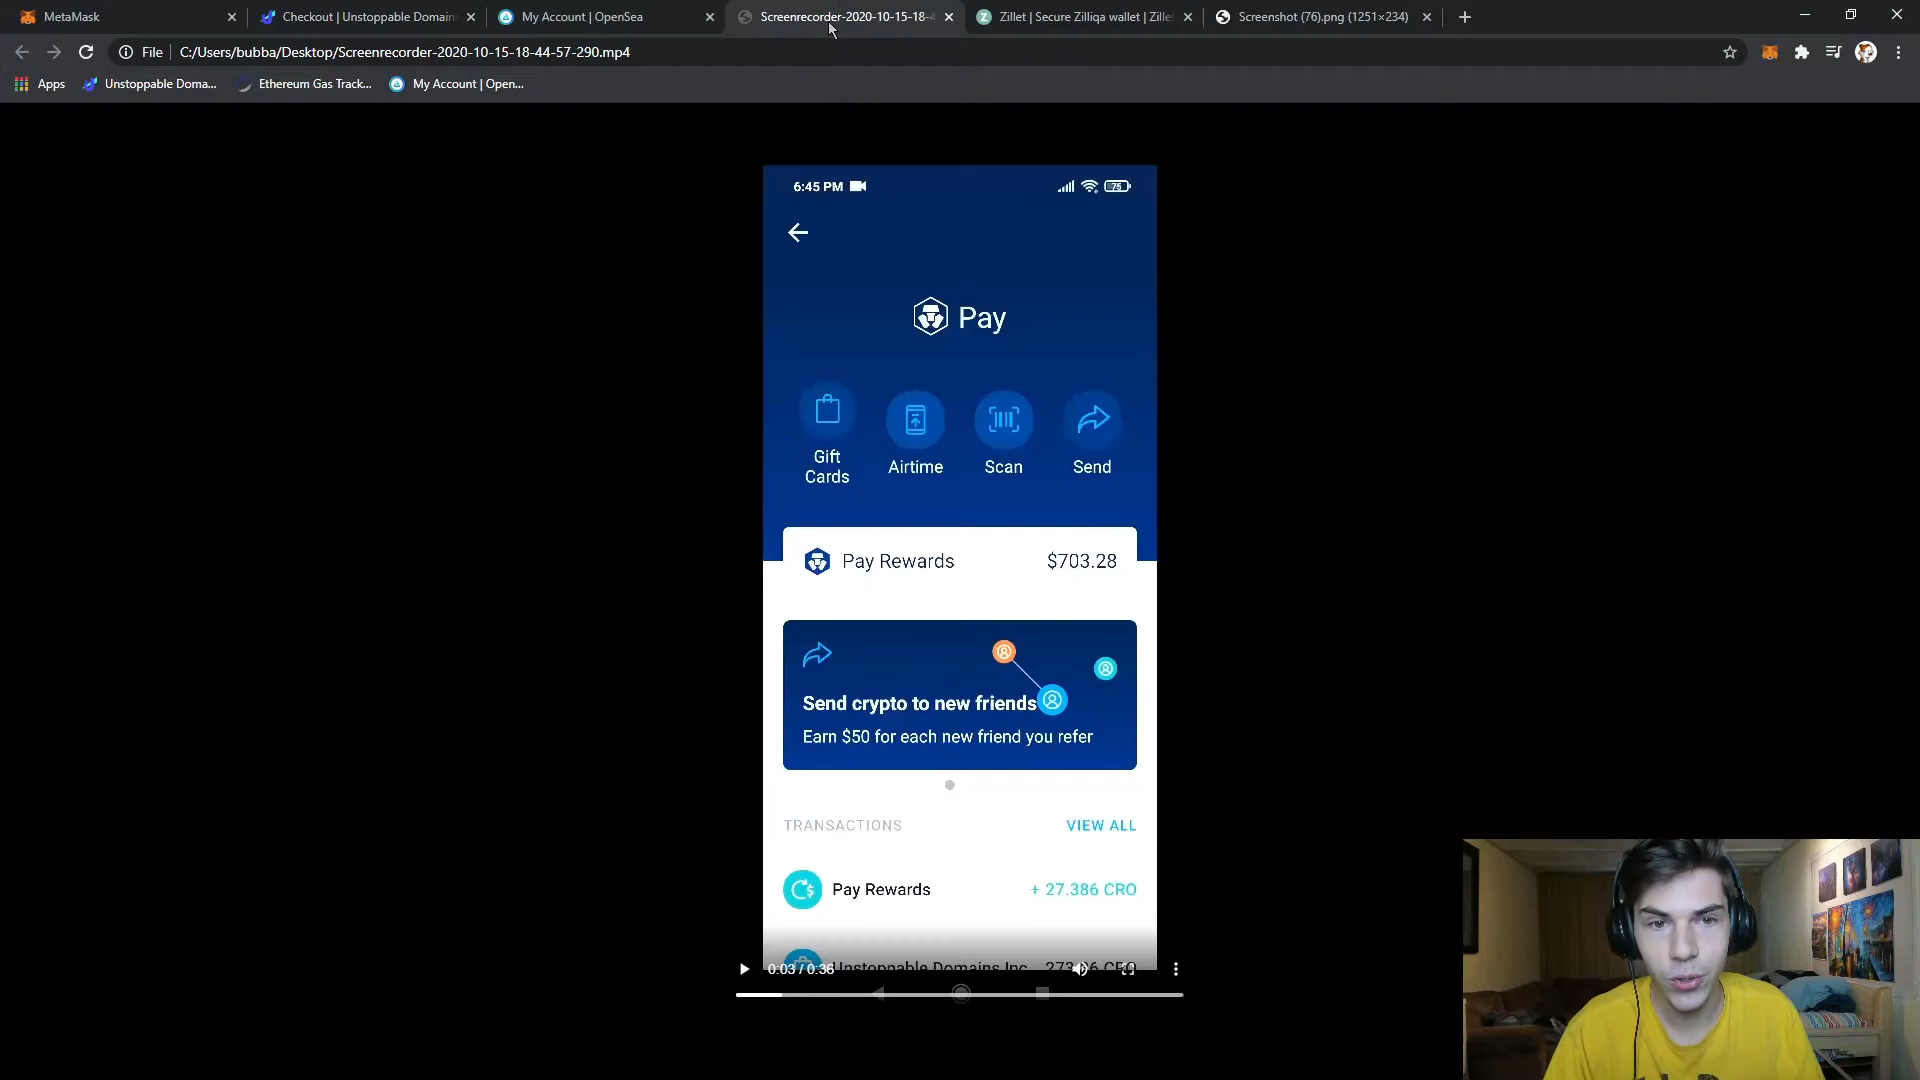 MetaMask
Checkout | Unstoppable Domain
My Account | OpenSea
Screenrecorder-2020-10-15-18-4
Zillet | Secure Zilliqa wallet | Zille
Screenshot (76).png (1251×234)
File
C:/Users/bubba/Desktop/Screenrecorder-2020-10-15-18-44-57-290.mp4
Apps
Unstoppable Doma...
Ethereum Gas Track...
My Account | Open...
6:45 PM
75
Pay
Gift
Cards
Airtime
Scan
Send
Pay Rewards
$703.28
Send crypto to new friends
Earn $50 for each new friend you refer
TRANSACTIONS
VIEW ALL
Pay Rewards
+ 27.386 CRO
Unstoppable Domains Inc
CRO
0:03 / 0:36